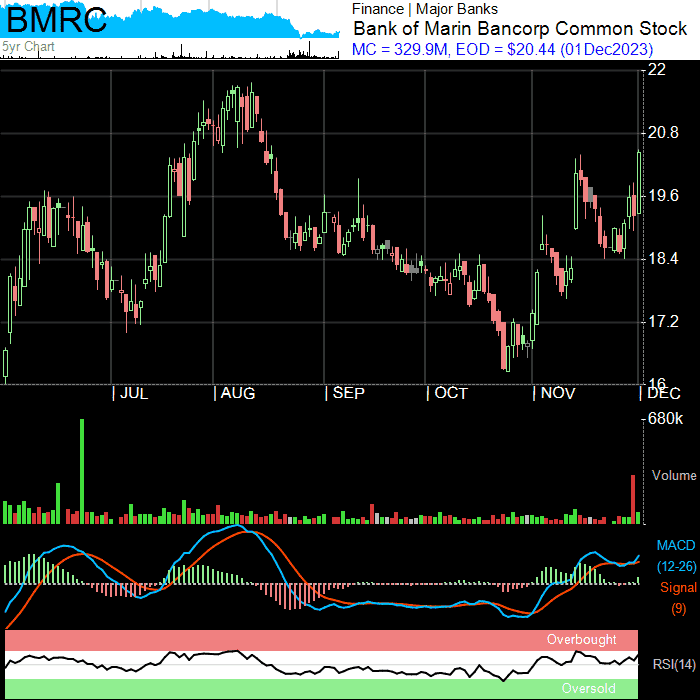 BMRC
5yr Chart
Finance | Major Banks
Bank of Marin Bancorp Common Stock
MC = 329.9M, EOD = $20.44 (01Dec2023)
22
20.8
19.6
18.4
17.2
16
JUL AUG SEP OCT NOV DEC
680k
Volume
MACD
(12-26)
Signal
(9)
Overbought
RSI(14)
Oversold